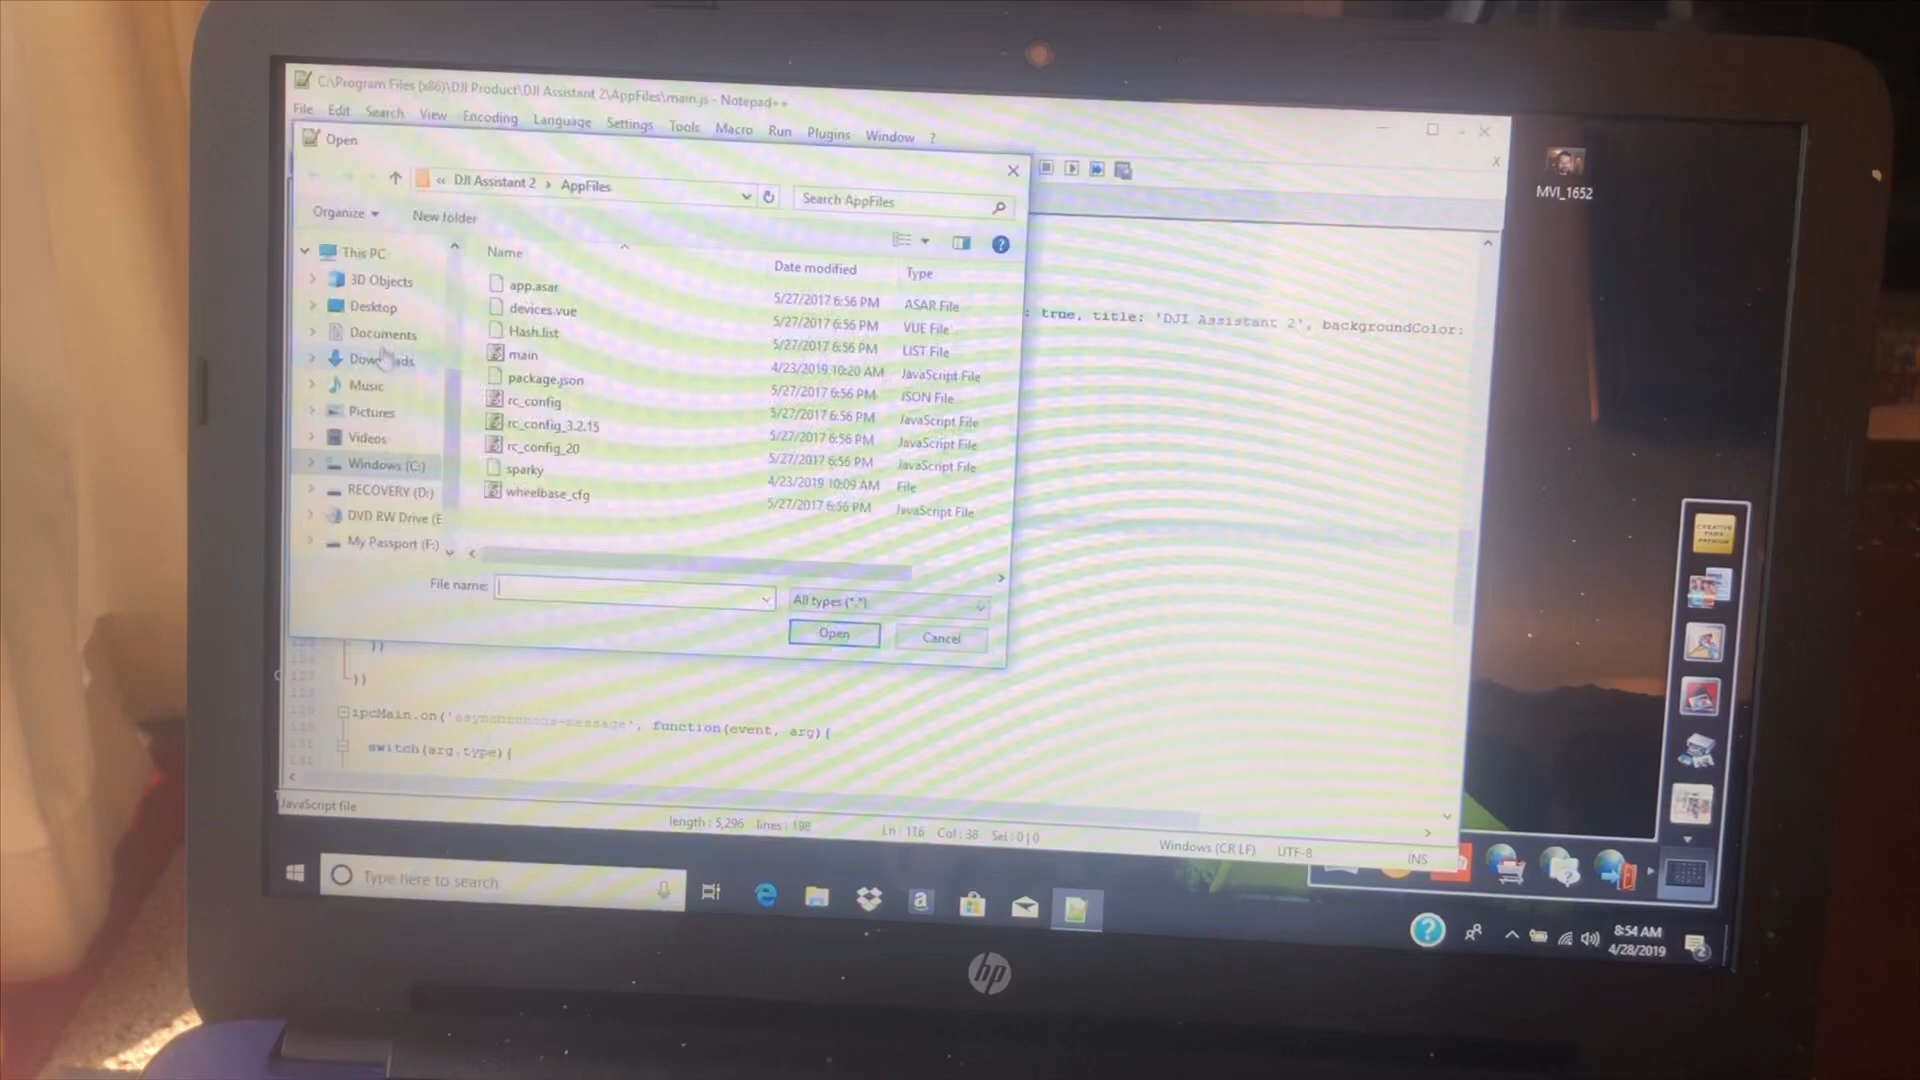 C:\Program Files (x86)\DJI Product\DJI Assistant 2\AppFiles\main.js - Notepad++
File Edit Search View Encoding Language Settings Tools Macro Run Plugins Window ?
Open
« DJI Assistant 2 › AppFiles
Search AppFiles
Organize
New folder
Name Date modified Type
This PC
3D Objects
Desktop
Documents
Downloads
Music
Pictures
Videos
Windows (C:)
RECOVERY (D:)
DVD RW Drive (E
My Passport (F:)
app.asar 5/27/2017 6:56 PM ASAR File
devices.vue 5/27/2017 6:56 PM VUE File
Hash.list 5/27/2017 6:56 PM LIST File
main 4/23/2019 10:20 AM JavaScript File
package.json 5/27/2017 6:56 PM JSON File
rc_config 5/27/2017 6:56 PM JavaScript File
rc_config_3.2.15 5/27/2017 6:56 PM JavaScript File
rc_config_20 5/27/2017 6:56 PM JavaScript File
sparky 4/23/2019 10:09 AM File
wheelbase_cfg 5/27/2017 6:56 PM JavaScript File
File name:
All types (*.*)
Open Cancel
: true, title: 'DJI Assistant 2', backgroundColor:
})
})
ipcMain.on('asynchronous-message', function(event, arg){
switch(arg.type){
JavaScript file
length : 5,296 lines : 198
Ln : 116 Col : 38 Sel : 0 | 0
Windows (CR LF)
UTF-8
INS
MVI_1652
CREATIVE PARK PREMIUM
Type here to search
8:54 AM
4/28/2019
2
hp